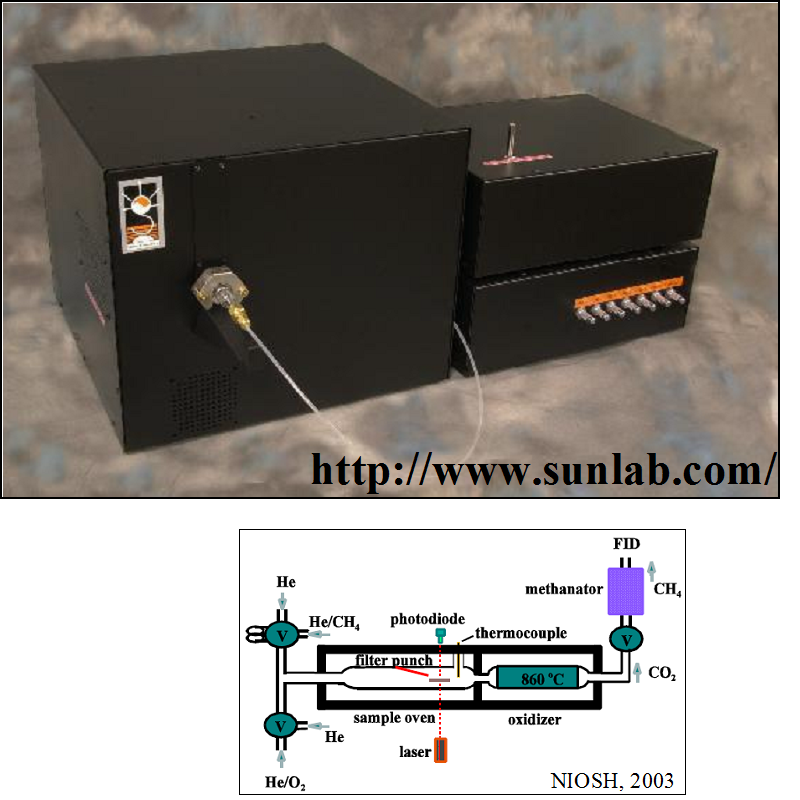 http://www.sunlab.com/
FID
methanator
CH₄
He
He/CH₄
V
photodiode
thermocouple
V
filter punch
860 °C
CO₂
sample oven
oxidizer
V
He
laser
He/O₂
NIOSH, 2003